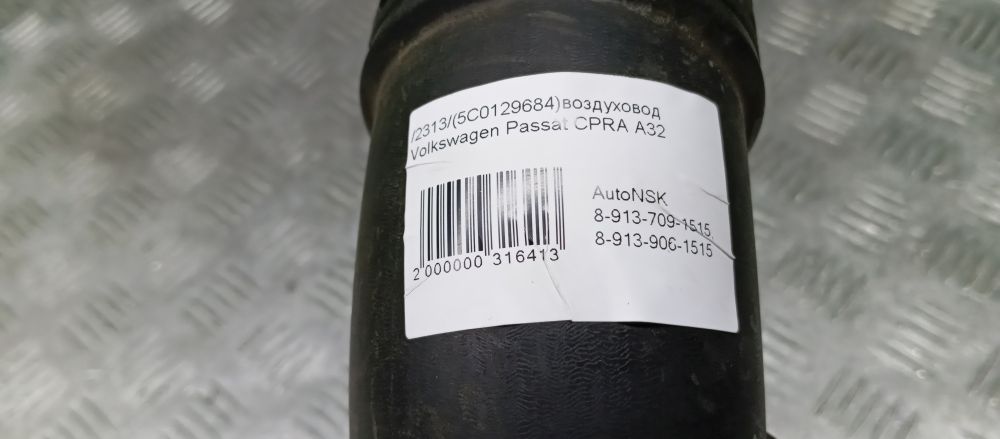 /2313/(5C0129684)воздуховод
Volkswagen Passat CPRA A32
AutoNSK
8-913-709-1515
8-913-906-1515
2 000000 316413